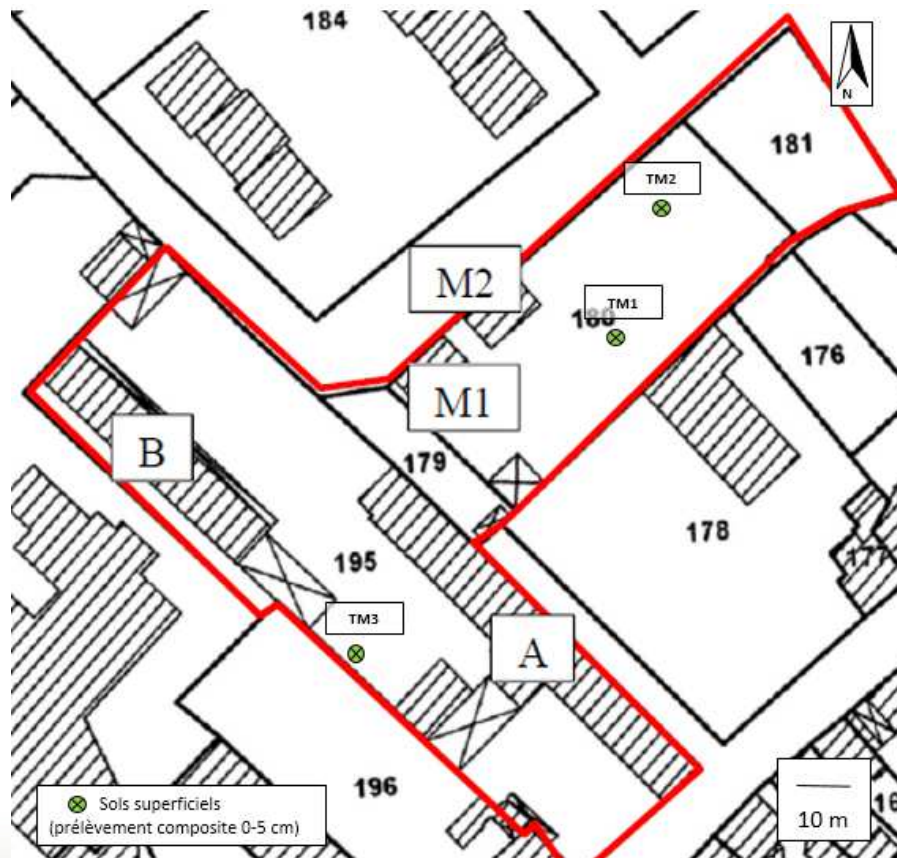 184
N
181
TM2
M2
TM1
180
176
M1
B
179
178
177
195
TM3
A
196
Sols superficiels
(prélèvement composite 0-5 cm)
10 m
16